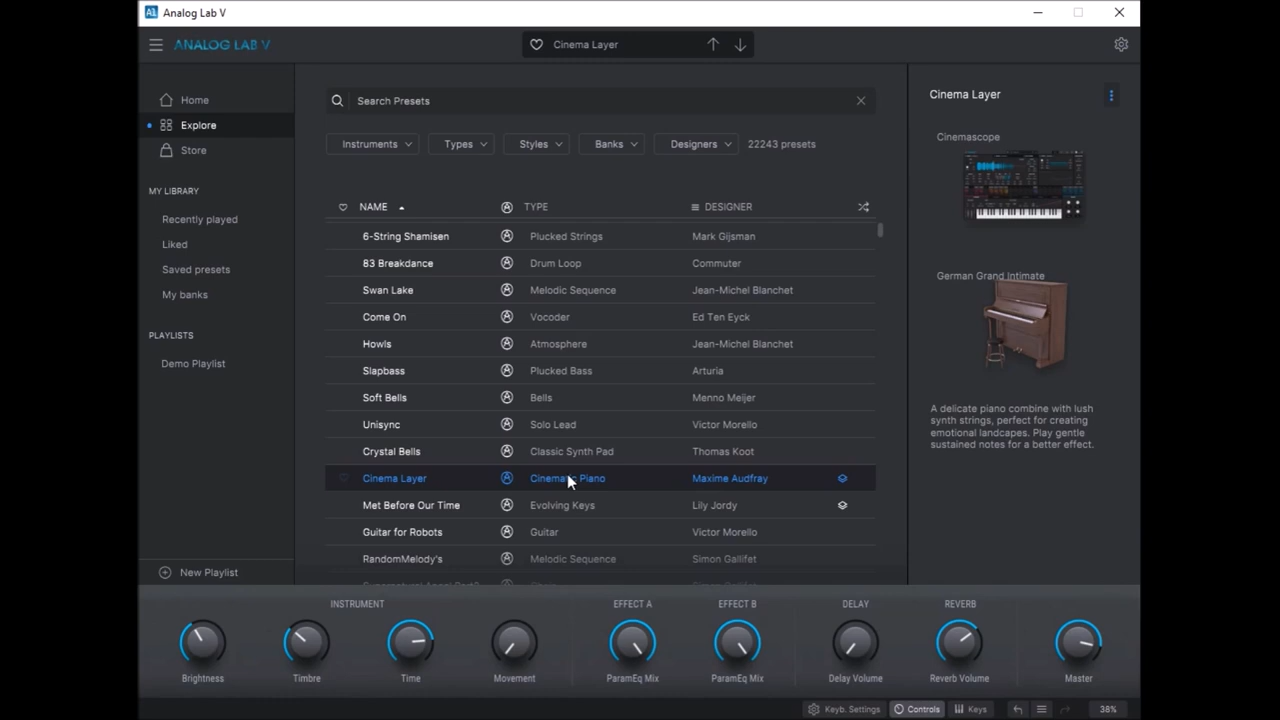 Analog Lab V
ANALOG LAB V
Cinema Layer
Home
Explore
Store
MY LIBRARY
Recently played
Liked
Saved presets
My banks
PLAYLISTS
Demo Playlist
New Playlist
Search Presets
Instruments Types Styles Banks Designers 22243 presets
NAME TYPE DESIGNER
6-String Shamisen Plucked Strings Mark Gijsman
83 Breakdance Drum Loop Commuter
Swan Lake Melodic Sequence Jean-Michel Blanchet
Come On Vocoder Ed Ten Eyck
Howls Atmosphere Jean-Michel Blanchet
Slapbass Plucked Bass Arturia
Soft Bells Bells Menno Meijer
Unisync Solo Lead Victor Morello
Crystal Bells Classic Synth Pad Thomas Koot
Cinema Layer Cinematic Piano Maxime Audfray
Met Before Our Time Evolving Keys Lily Jordy
Guitar for Robots Guitar Victor Morello
RandomMelody's Melodic Sequence Simon Gallifet
Cinema Layer
Cinemascope
German Grand Intimate
A delicate piano combine with lush
synth strings, perfect for creating
emotional landcapes. Play gentle
sustained notes for a better effect.
INSTRUMENT EFFECT A EFFECT B DELAY REVERB
Brightness Timbre Time Movement ParamEq Mix ParamEq Mix Delay Volume Reverb Volume Master
Keyb. Settings Controls Keys 38%